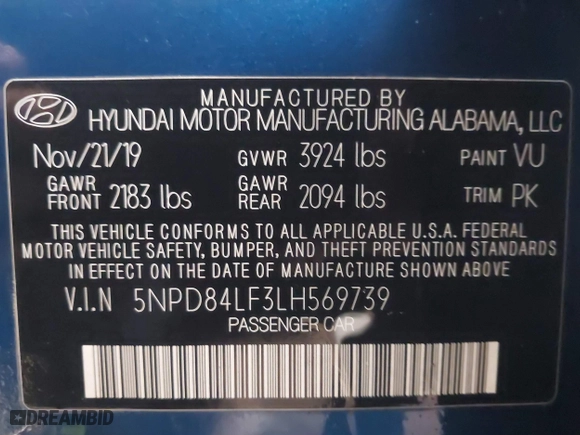 MANUFACTURED BY
HYUNDAI MOTOR MANUFACTURING ALABAMA, LLC
Nov/21/19 GVWR 3924 lbs PAINT VU
GAWR FRONT 2183 lbs GAWR REAR 2094 lbs TRIM PK
THIS VEHICLE CONFORMS TO ALL APPLICABLE U.S.A. FEDERAL
MOTOR VEHICLE SAFETY, BUMPER, AND THEFT PREVENTION STANDARDS
IN EFFECT ON THE DATE OF MANUFACTURE SHOWN ABOVE.
V.I.N 5NPD84LF3LH569739
PASSENGER CAR
DREAMBID